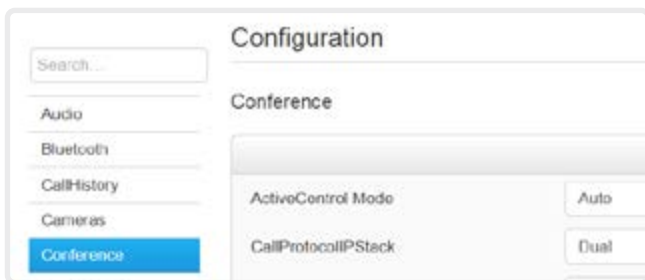 Configuration
Search...
Audio
Bluetooth
CallHistory
Cameras
Conference
Conference
ActiveControl Mode
Auto
CallProtocolIPStack
Dual